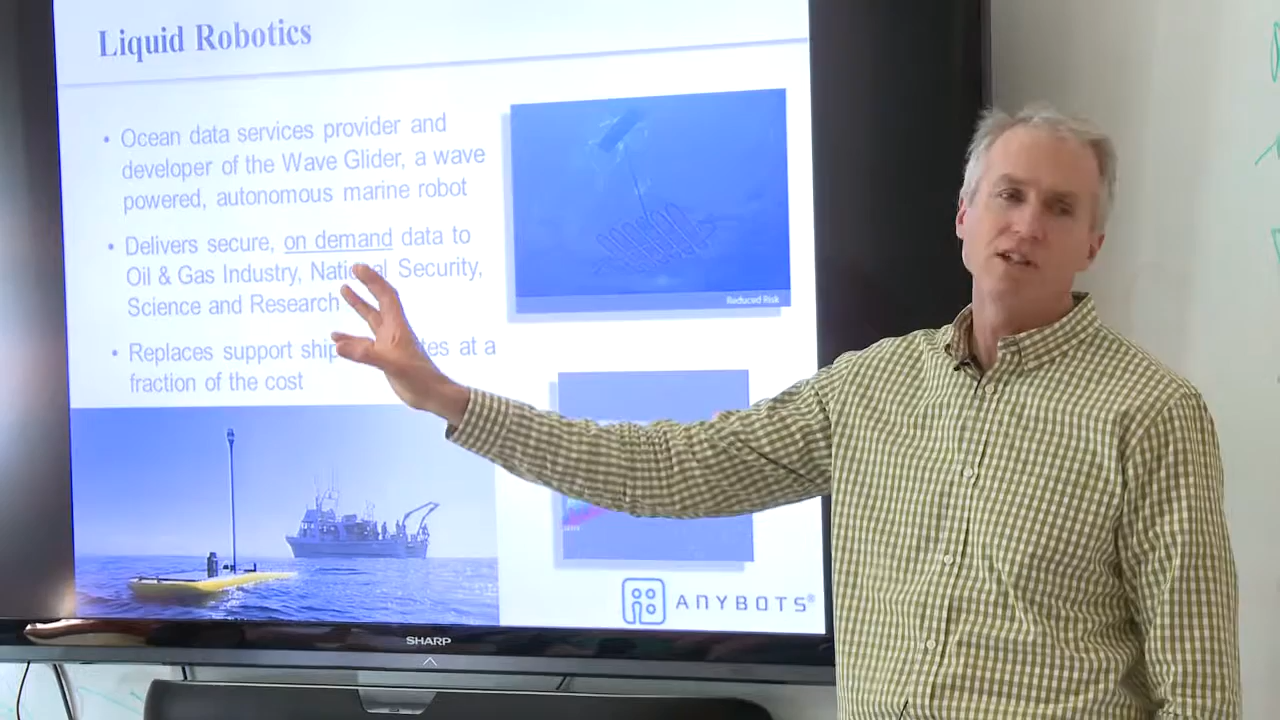 Liquid Robotics
• Ocean data services provider and
developer of the Wave Glider, a wave
powered, autonomous marine robot
• Delivers secure, on demand data to
Oil & Gas Industry, National Security,
Science and Research
• Replaces support ship tes at a
fraction of the cost
Reduced Risk
ANYBOTS®
SHARP